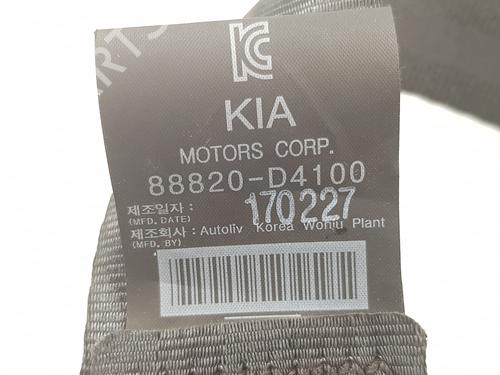 KC
KIA
MOTORS CORP.
88820-D4100
제조일자 :
(MFD. DATE)
170227
제조회사 : Autoliv Korea Wonju Plant
(MFD. BY)